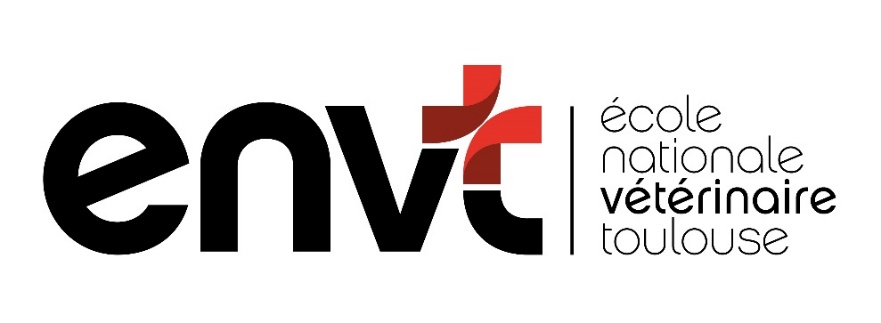 envt
école
nationale
vétérinaire
toulouse